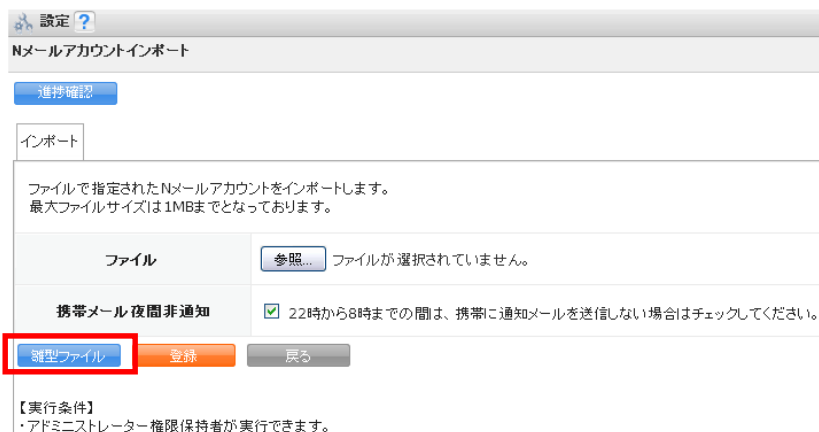 設定 ?
Nメールアカウントインポート
進捗確認
インポート
ファイルで指定されたNメールアカウントをインポートします。
最大ファイルサイズは1MBまでとなっております。
ファイル 参照... ファイルが選択されていません。
携帯メール夜間非通知 22時から8時までの間は、携帯に通知メールを送信しない場合はチェックしてください。
雛型ファイル 登録 戻る
【実行条件】
・アドミニストレーター権限保持者が実行できます。